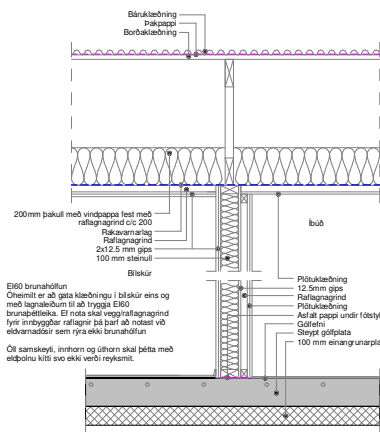 Báruklæðning
Þakpappi
Borðaklæðning
200mm þakull með vindpappa fest með
raflagnagrind c/c 200
Rakavarnarlag
Raflagnagrind
2x12.5 mm gips
100 mm steinull
Íbúð
Bílskúr
EI60 brunahólfun
Óheimilt er að gata klæðningu í bílskúr eins og
með lagnaleiðum til að tryggja EI60
brunaþéttleika. Ef nota skal vegg/raflagnagrind
fyrir innbyggðar raflagnir þá þarf að notast við
eldvarnadósir sem rýra ekki brunahólfun
Öll samskeyti, innhorn og úthorn skal þétta með
eldþolnu kítti svo ekki verði reyksmit.
Plötuklæðning
12.5mm gips
Raflagnagrind
Plötuklæðning
Asfalt pappi undir fótsty
Gólfefni
Steypt gólfplata
100 mm einangrunarpla